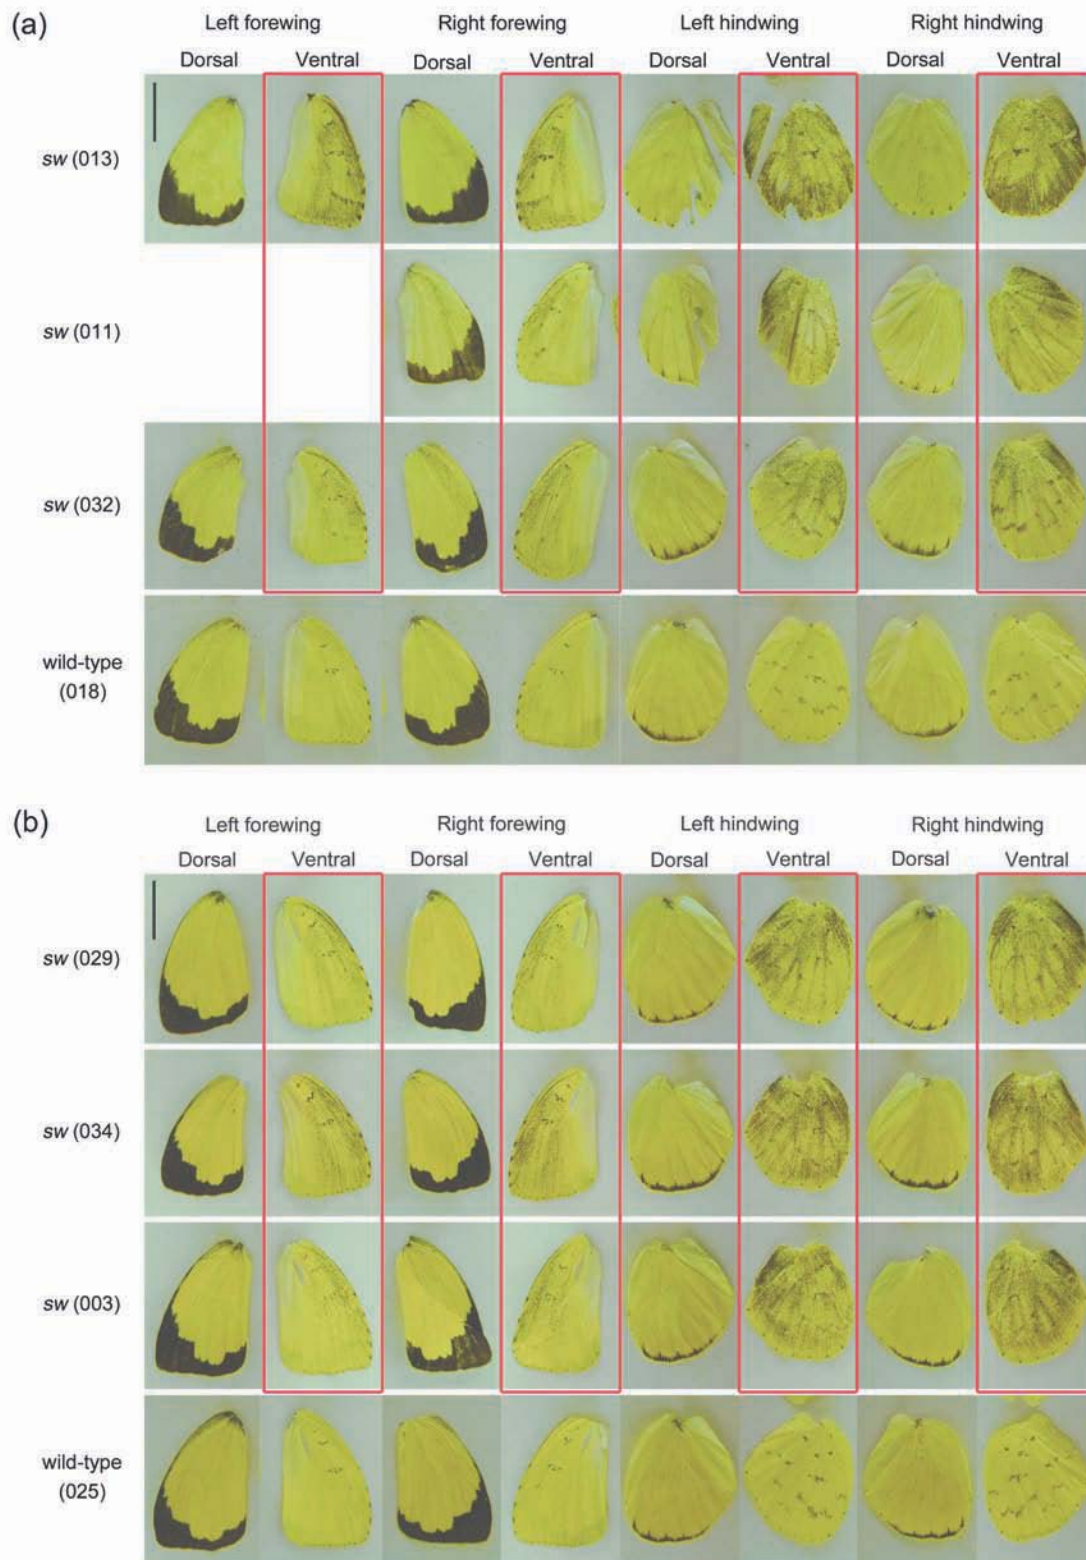 (a)
Left forewing Right forewing Left hindwing Right hindwing
Dorsal Ventral Dorsal Ventral Dorsal Ventral Dorsal Ventral
sw (013)
sw (011)
sw (032)
wild-type
(018)
(b)
Left forewing Right forewing Left hindwing Right hindwing
Dorsal Ventral Dorsal Ventral Dorsal Ventral Dorsal Ventral
sw (029)
sw (034)
sw (003)
wild-type
(025)